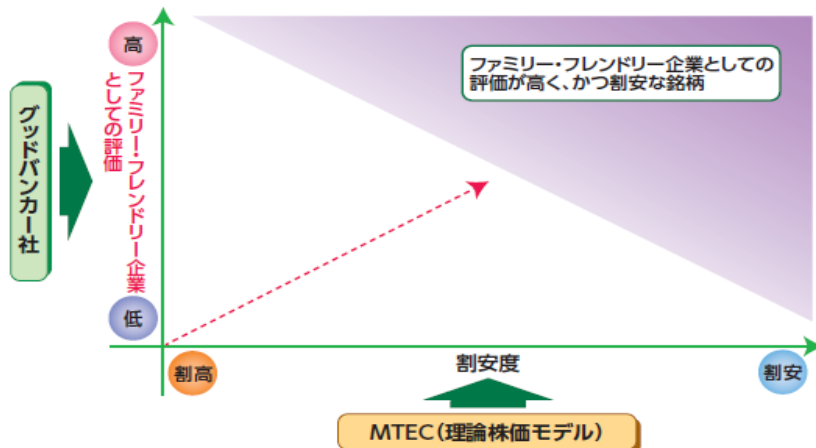 高
ファミリー・フレンドリー企業としての
評価が高く、かつ割安な銘柄
グッドバンカー社
ファミリー・フレンドリー企業
としての評価
低
割高
割安度
割安
MTEC(理論株価モデル)